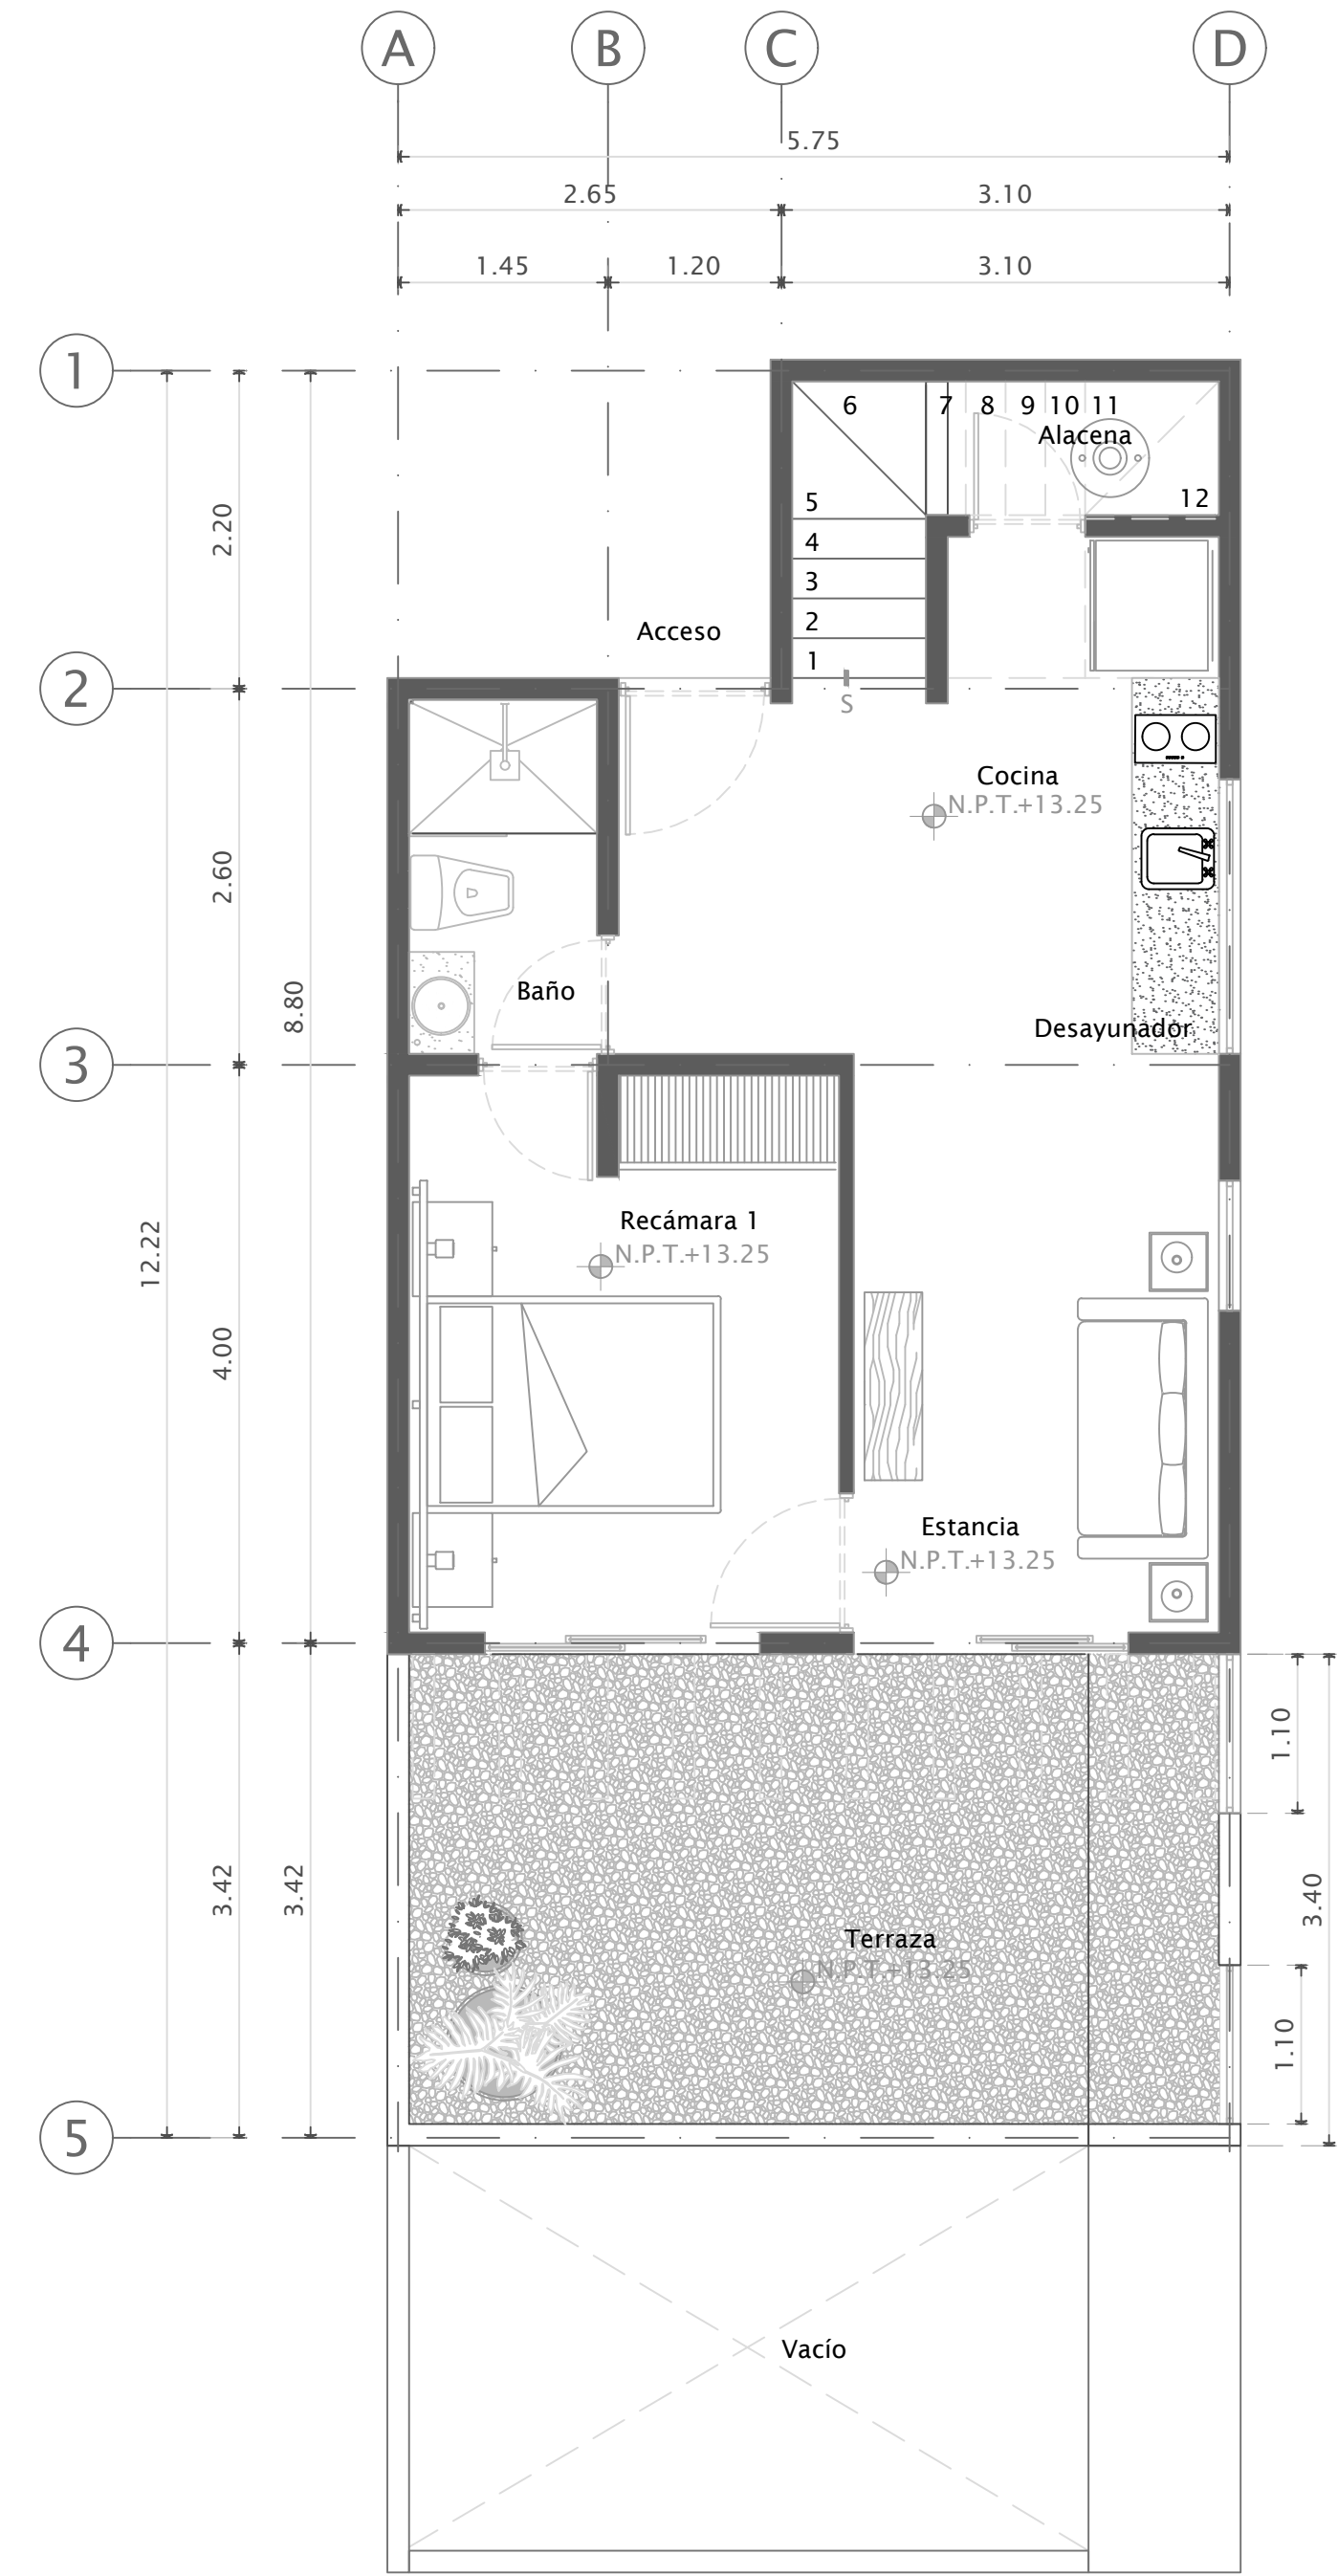 A B C D
5.75
2.65 3.10
1.45 1.20 3.10
1
6 7 8 9 10 11
Alacena
5 12
2.20
4
3
2
Acceso
1
2
S
Cocina
N.P.T.+13.25
2.60
Baño
8.80
Desayunador
3
Recámara 1
N.P.T.+13.25
12.22
4.00
Estancia
N.P.T.+13.25
4
1.10
3.42 3.42
3.40
Terraza
N.P.T.+13.25
1.10
5
Vacío